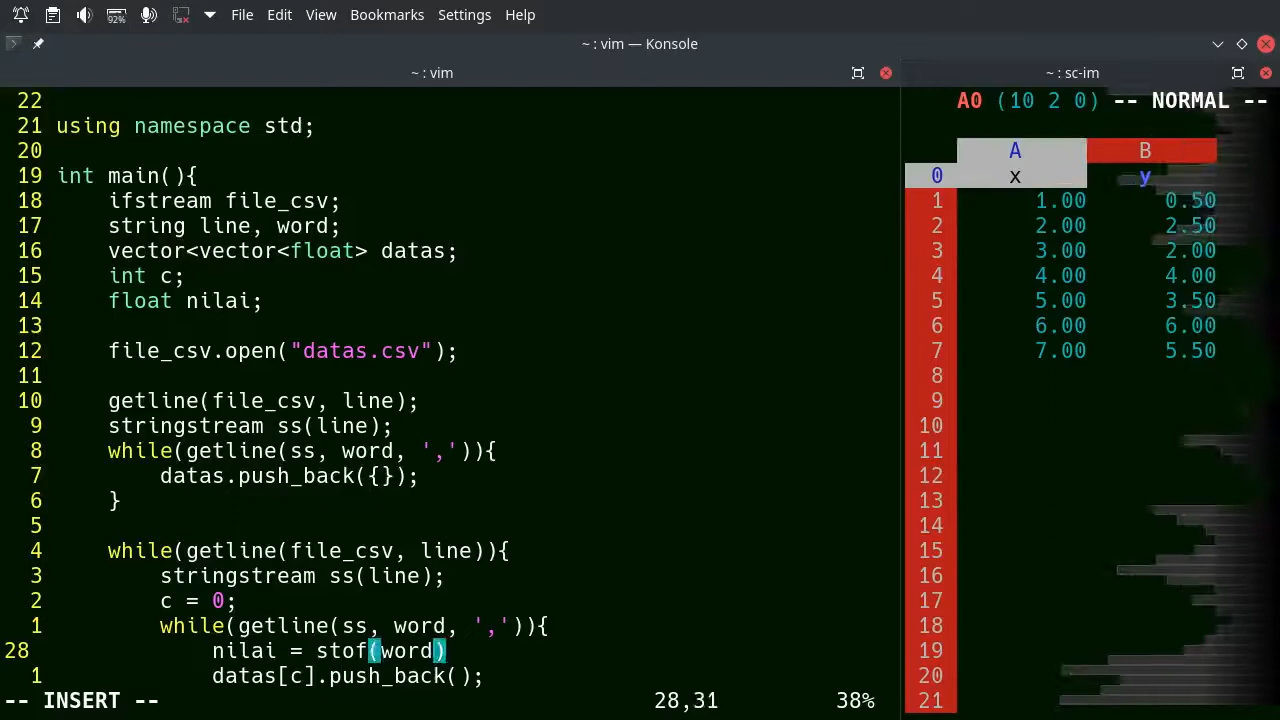 92%
File Edit View Bookmarks Settings Help
~ : vim — Konsole
~ : vim
~ : sc-im
22
21 using namespace std;
20
19 int main(){
18 ifstream file_csv;
17 string line, word;
16 vector<vector<float> datas;
15 int c;
14 float nilai;
13
12 file_csv.open("datas.csv");
11
10 getline(file_csv, line);
9 stringstream ss(line);
8 while(getline(ss, word, ',')){
7 datas.push_back({});
6 }
5
4 while(getline(file_csv, line)){
3 stringstream ss(line);
2 c = 0;
1 while(getline(ss, word, ',')){
28 nilai = stof(word)
1 datas[c].push_back();
-- INSERT -- 28,31 38%
A0 (10 2 0) -- NORMAL --
A B
0 x y
1 1.00 0.50
2 2.00 2.50
3 3.00 2.00
4 4.00 4.00
5 5.00 3.50
6 6.00 6.00
7 7.00 5.50
8
9
10
11
12
13
14
15
16
17
18
19
20
21